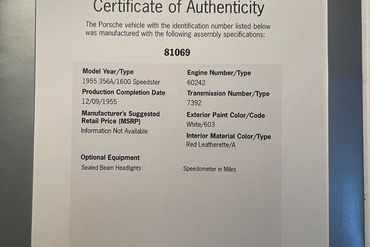 Certificate of Authenticity
The Porsche vehicle with the identification number listed below
was manufactured with the following assembly specifications:
81069
Model Year/Type
1955 356A/1600 Speedster
Engine Number/Type
60242
Production Completion Date
12/09/1955
Transmission Number/Type
7392
Manufacturer's Suggested
Retail Price (MSRP)
Information Not Available
Exterior Paint Color/Code
White/603
Interior Material Color/Type
Red Leatherette/A
Optional Equipment
Sealed Beam Headlights
Speedometer in Miles